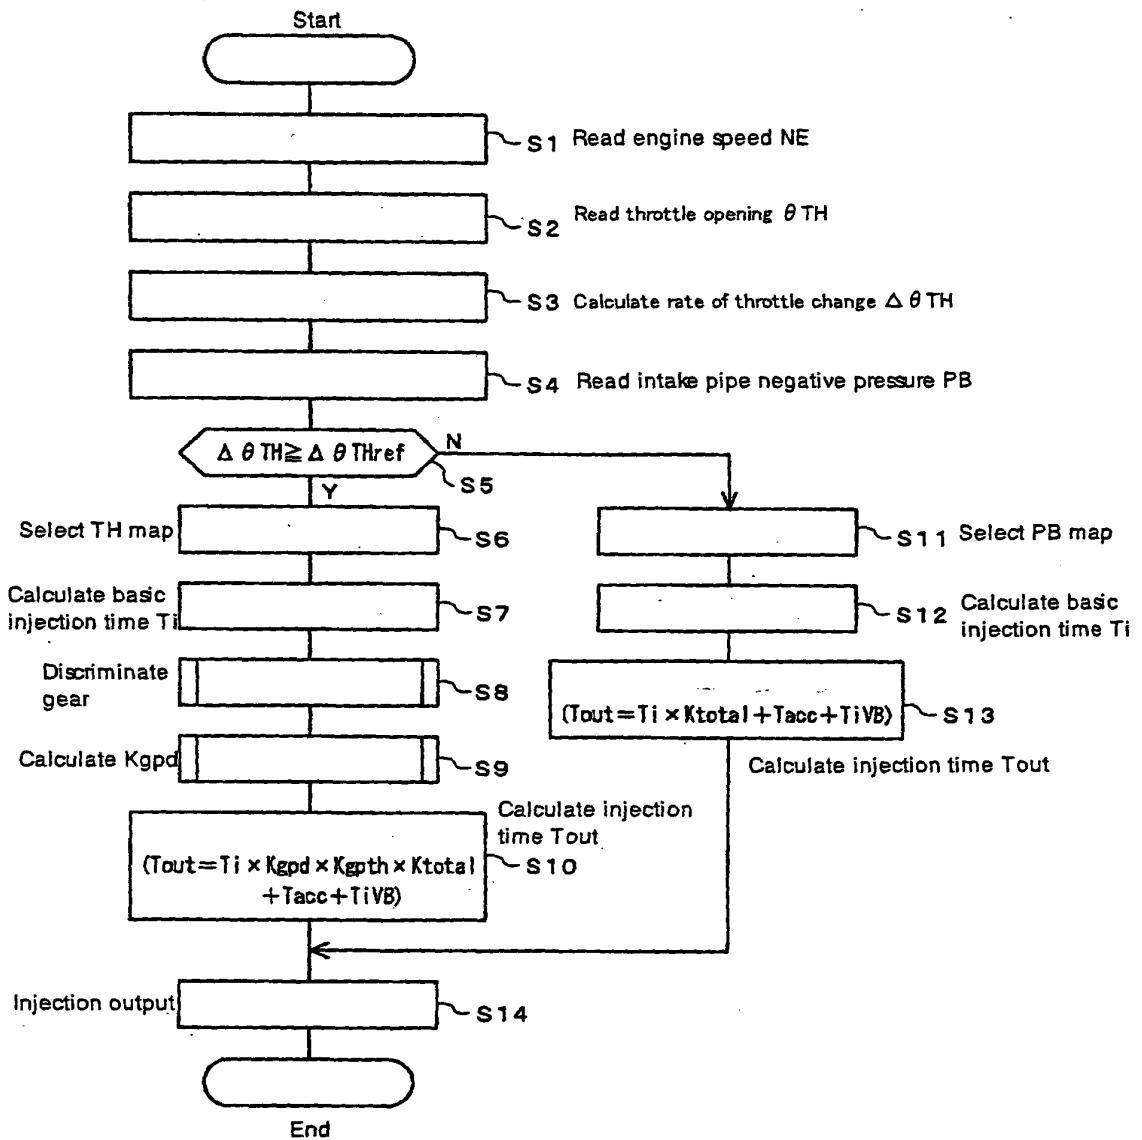 Start
S1 Read engine speed NE
S2 Read throttle opening θ TH
S3 Calculate rate of throttle change Δ θ TH
S4 Read intake pipe negative pressure PB
Δ θ TH≧Δ θ THref
N
S5
Y
Select TH map
S6
S11 Select PB map
Calculate basic
injection time Ti
S7
S12 Calculate basic
injection time Ti
Discriminate
gear
S8
(Tout=Ti×Ktotal+Tacc+TiVB)
S13
Calculate Kgpd
S9
Calculate injection time Tout
Calculate injection
time Tout
(Tout=Ti×Kgpd×Kgpth×Ktotal
+Tacc+TiVB)
S10
Injection output
S14
End